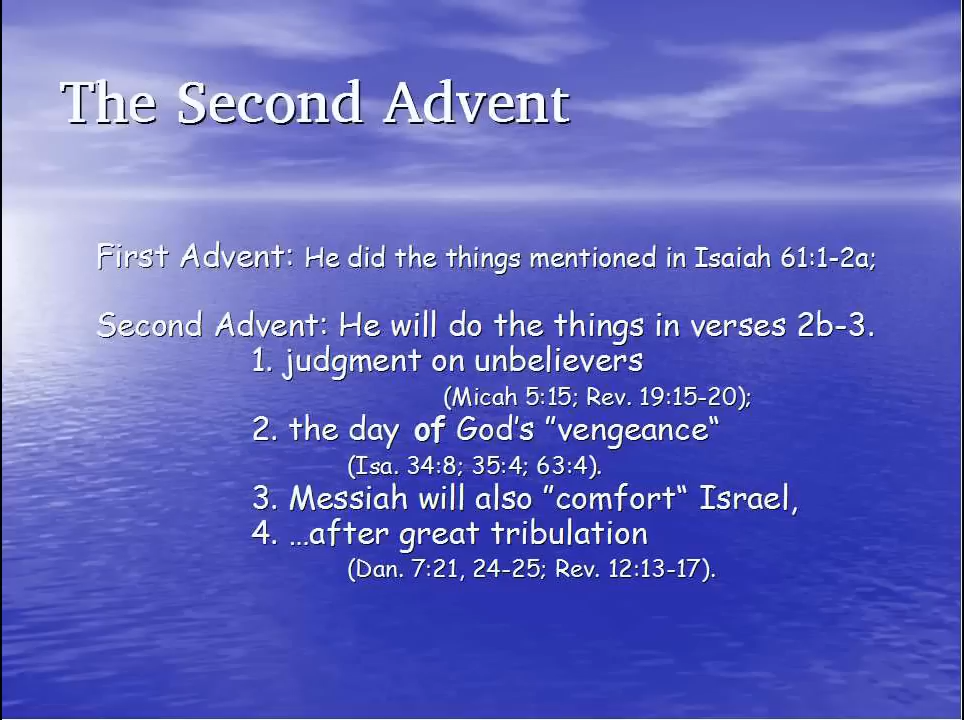 The Second Advent
First Advent: He did the things mentioned in Isaiah 61:1-2a;
Second Advent: He will do the things in verses 2b-3.
1. judgment on unbelievers
(Micah 5:15; Rev. 19:15-20);
2. the day of God's ”vengeance“
(Isa. 34:8; 35:4; 63:4).
3. Messiah will also ”comfort“ Israel,
4. …after great tribulation
(Dan. 7:21, 24-25; Rev. 12:13-17).